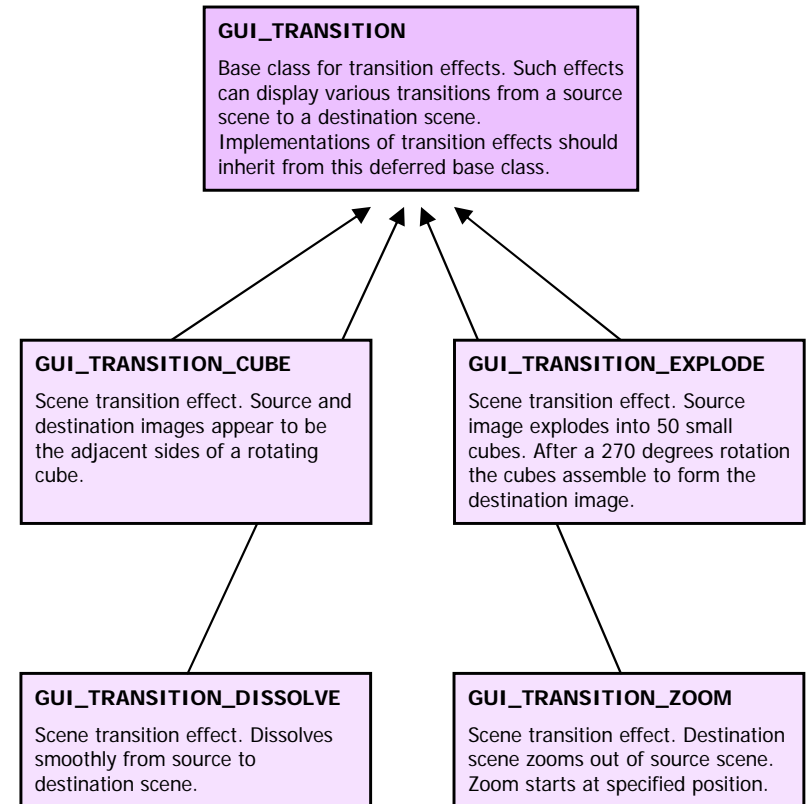 GUI_TRANSITION
Base class for transition effects. Such effects
can display various transitions from a source
scene to a destination scene.
Implementations of transition effects should
inherit from this deferred base class.
GUI_TRANSITION_CUBE
Scene transition effect. Source and
destination images appear to be
the adjacent sides of a rotating
cube.
GUI_TRANSITION_EXPLODE
Scene transition effect. Source
image explodes into 50 small
cubes. After a 270 degrees rotation
the cubes assemble to form the
destination image.
GUI_TRANSITION_DISSOLVE
Scene transition effect. Dissolves
smoothly from source to
destination scene.
GUI_TRANSITION_ZOOM
Scene transition effect. Destination
scene zooms out of source scene.
Zoom starts at specified position.